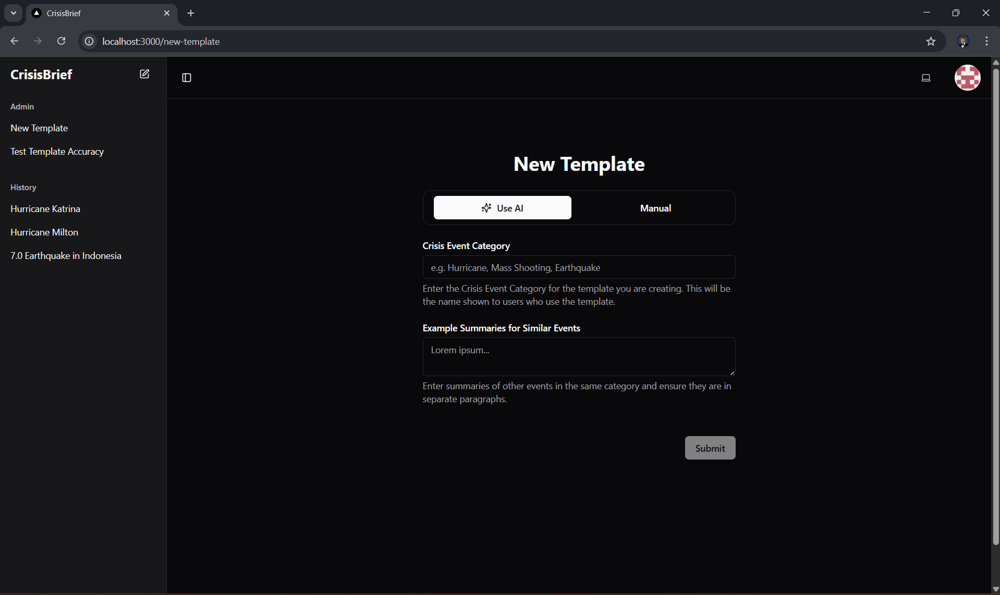 CrisisBrief
localhost:3000/new-template
CrisisBrief
Admin
New Template
Test Template Accuracy
History
Hurricane Katrina
Hurricane Milton
7.0 Earthquake in Indonesia
New Template
Use AI
Manual
Crisis Event Category
e.g. Hurricane, Mass Shooting, Earthquake
Enter the Crisis Event Category for the template you are creating. This will be
the name shown to users who use the template.
Example Summaries for Similar Events
Lorem ipsum...
Enter summaries of other events in the same category and ensure they are in
separate paragraphs.
Submit